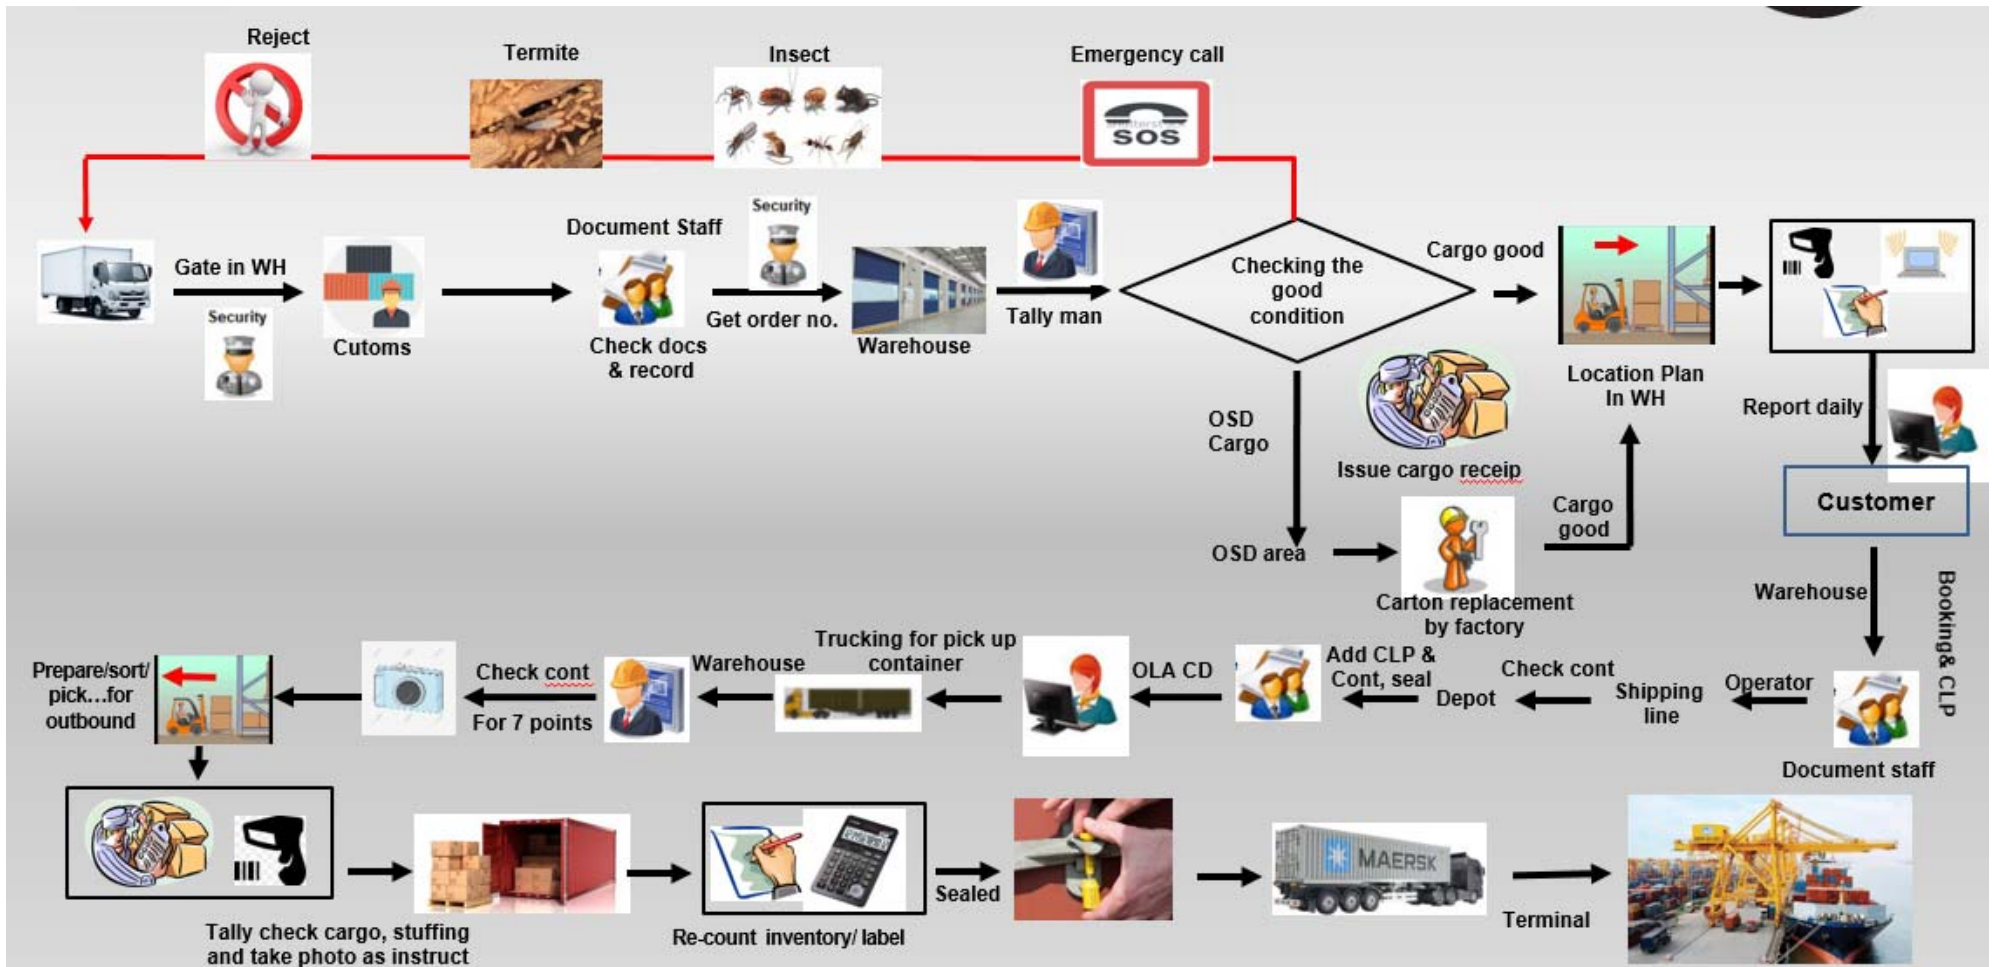 Reject
Termite
Insect
Emergency call
SOS
Security
Document Staff
Gate in WH
Security
Cutoms
Get order no.
Check docs
& record
Warehouse
Tally man
Checking the
good
condition
Cargo good
Location Plan
In WH
Report daily
OSD
Cargo
Issue cargo receip
Customer
Cargo
good
OSD area
Carton replacement
by factory
Warehouse
Booking& CLP
Document staff
Operator
Shipping
line
Check cont
Depot
Add CLP &
Cont, seal
OLA CD
Trucking for pick up
container
Warehouse
Check cont
For 7 points
Prepare/sort/
pick...for
outbound
Tally check cargo, stuffing
and take photo as instruct
Re-count inventory/ label
Sealed
MAERSK
Terminal